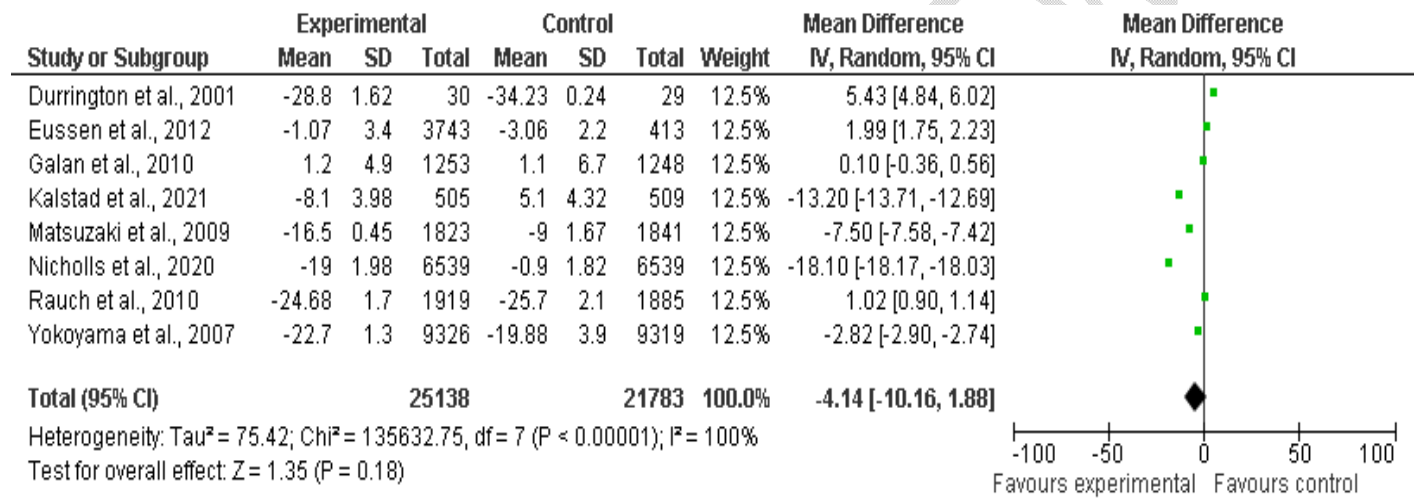 Experimental Control Mean Difference Mean Difference
Study or Subgroup Mean SD Total Mean SD Total Weight IV, Random, 95% CI IV, Random, 95% CI
Durrington et al., 2001 -28.8 1.62 30 -34.23 0.24 29 12.5% 5.43 [4.84, 6.02]
Eussen et al., 2012 -1.07 3.4 3743 -3.06 2.2 413 12.5% 1.99 [1.75, 2.23]
Galan et al., 2010 1.2 4.9 1253 1.1 6.7 1248 12.5% 0.10 [-0.36, 0.56]
Kalstad et al., 2021 -8.1 3.98 505 5.1 4.32 509 12.5% -13.20 [-13.71, -12.69]
Matsuzaki et al., 2009 -16.5 0.45 1823 -9 1.67 1841 12.5% -7.50 [-7.58, -7.42]
Nicholls et al., 2020 -19 1.98 6539 -0.9 1.82 6539 12.5% -18.10 [-18.17, -18.03]
Rauch et al., 2010 -24.68 1.7 1919 -25.7 2.1 1885 12.5% 1.02 [0.90, 1.14]
Yokoyama et al., 2007 -22.7 1.3 9326 -19.88 3.9 9319 12.5% -2.82 [-2.90, -2.74]
Total (95% CI) 25138 21783 100.0% -4.14 [-10.16, 1.88]
Heterogeneity: Tau² = 75.42; Chi² = 135632.75, df = 7 (P < 0.00001); I² = 100%
Test for overall effect: Z = 1.35 (P = 0.18)
-100 -50 0 50 100
Favours experimental Favours control